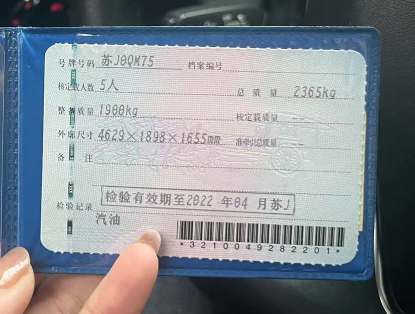 号牌号码 苏J0QM75 档案编号
核定载人数 5人 总质量 2365kg
整备质量 1900kg 核定载质量 --
外廓尺寸 4629×1898×1655mm 准牵引总质量 --
备注
检验有效期至2022年04月苏J
检验记录
汽油
*3210049282201*